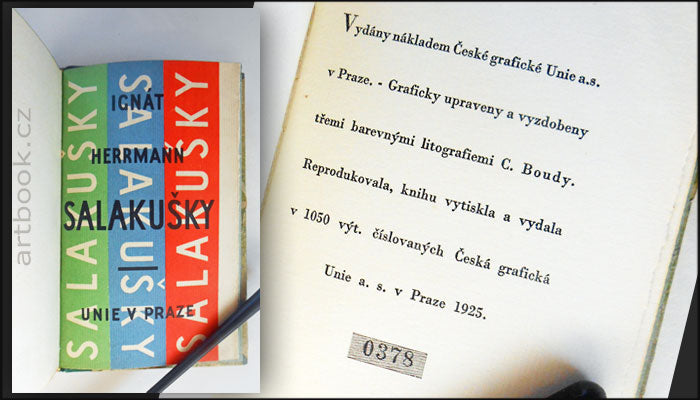 artbook.cz
SALAKUŠKY
SALAKUŠKY
SALAKUŠKY
IGNÁT
HERRMANN
SALAKUŠKY
UNIE V PRAZE
Vydány nákladem České grafické Unie a.s.
v Praze. - Graficky upraveny a vyzdobeny
třemi barevnými litografiemi C. Boudy.
Reprodukovala, knihu vytiskla a vydala
v 1050 výt. číslovaných Česká grafická
Unie a. s. v Praze 1925.
0378